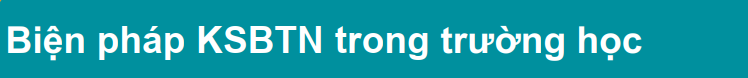 Biện pháp KSBTN trong trường học